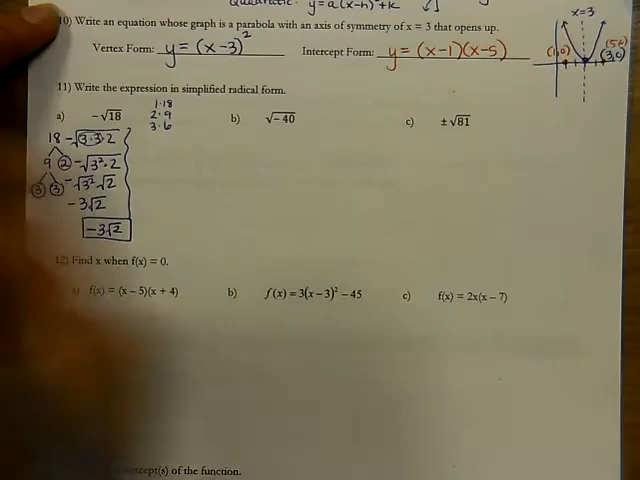 Quadratic: y=a(x-h)²+k
10) Write an equation whose graph is a parabola with an axis of symmetry of x = 3 that opens up.
x=3
Vertex Form: y = (x-3)² Intercept Form: y = (x-1)(x-5)
(1,0) (5,0)
(3,0)
11) Write the expression in simplified radical form.
a) -√18 1·18
2·9
3·6
b) √-40 c) ±√81
18 -√3·3·2
9 2 -√3²·2
3 3 -√3² √2
-3√2
-3√2
12) Find x when f(x) = 0.
f(x) = (x – 5)(x + 4) b) f(x) = 3(x – 3)² – 45 c) f(x) = 2x(x – 7)
intercept(s) of the function.